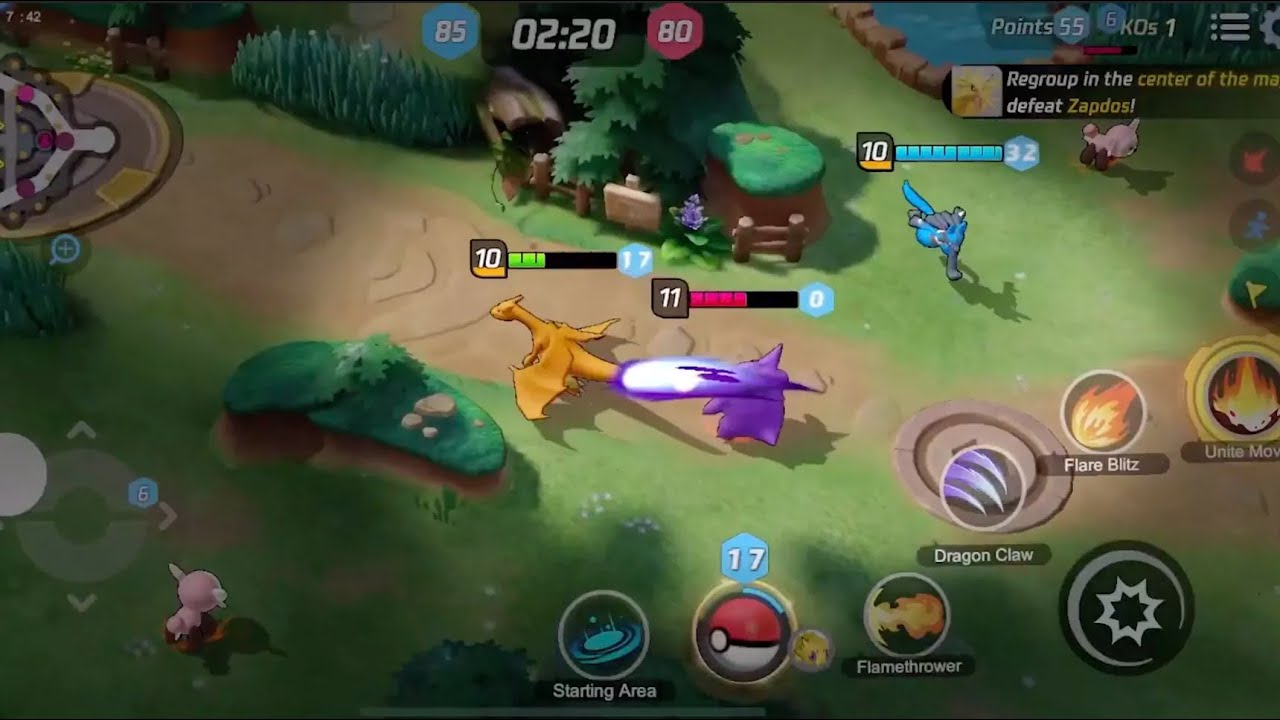 7:42
85
02:20
80
Points 55
6
KOs 1
Regroup in the center of the ma
defeat Zapdos!
10
32
10
17
11
0
Flare Blitz
Unite Mov
6
Dragon Claw
17
Flamethrower
Starting Area